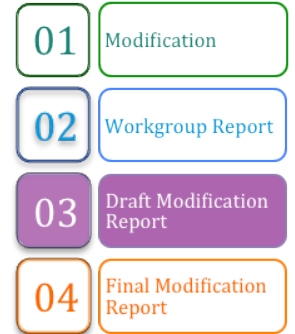 01
Modification
02
Workgroup Report
03
Draft Modification
Report
04
Final Modification
Report